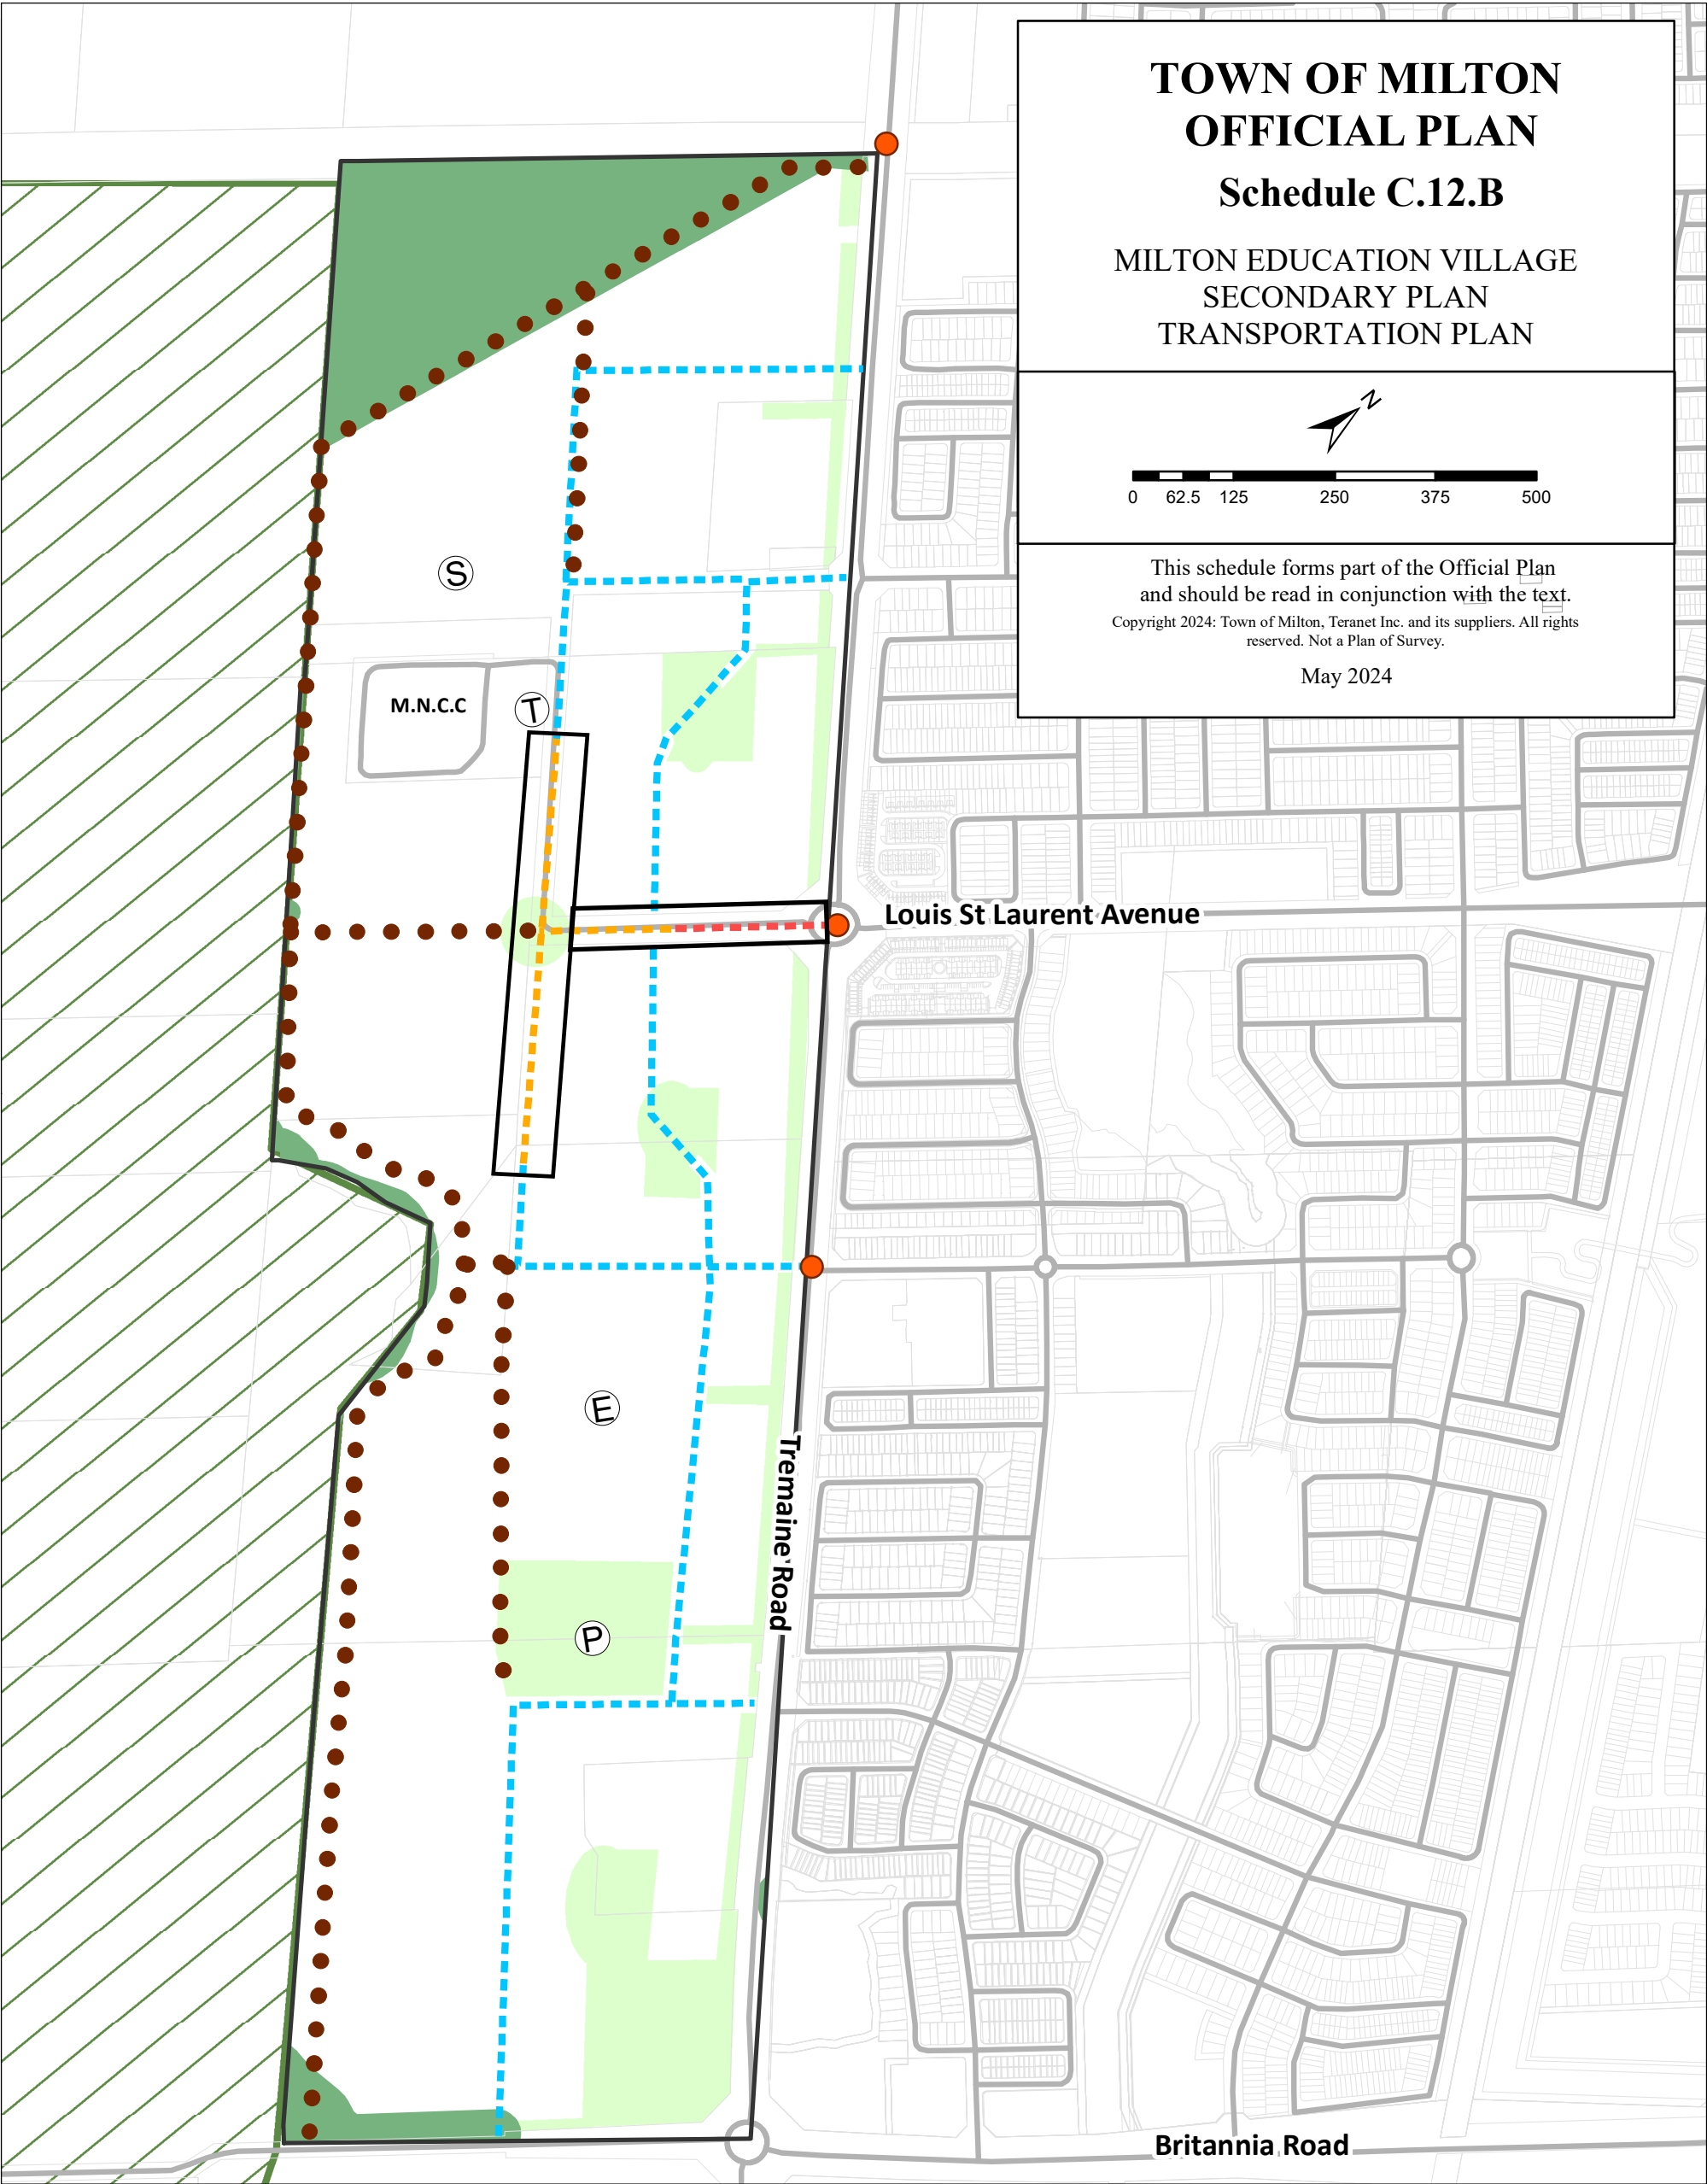 TOWN OF MILTON
OFFICIAL PLAN
Schedule C.12.B
MILTON EDUCATION VILLAGE
SECONDARY PLAN
TRANSPORTATION PLAN
N
0 62.5 125 250 375 500
This schedule forms part of the Official Plan
and should be read in conjunction with the text.
Copyright 2024: Town of Milton, Teranet Inc. and its suppliers. All rights
reserved. Not a Plan of Survey.
May 2024
S
M.N.C.C
T
Louis St Laurent Avenue
E
Tremaine Road
P
Britannia Road